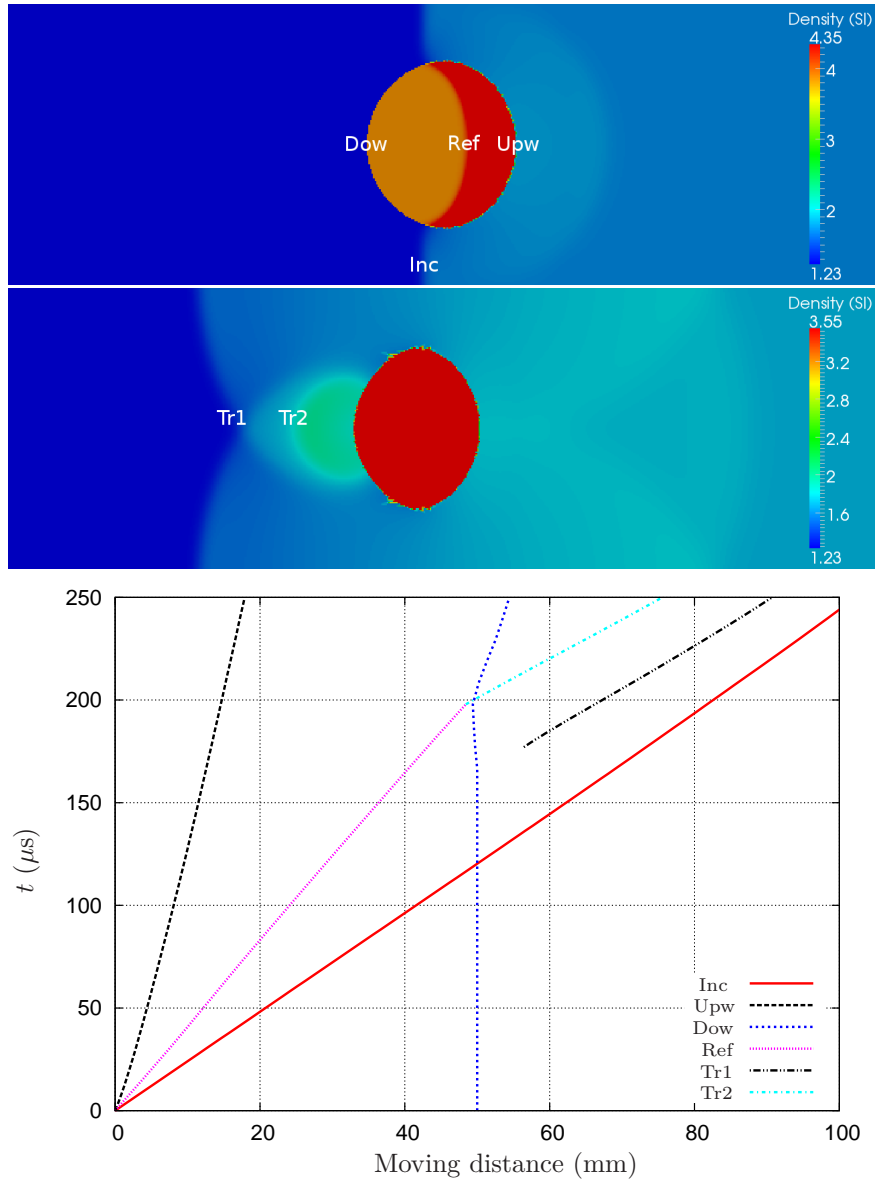 Density (SI)
4.35
4
3
2
1.23
Dow
Ref
Upw
Inc
Density (SI)
3.55
3.2
2.8
2.4
2
1.6
1.23
Tr1
Tr2
250
200
150
100
50
0
t (μs)
Inc
Upw
Dow
Ref
Tr1
Tr2
0
20
40
60
80
100
Moving distance (mm)